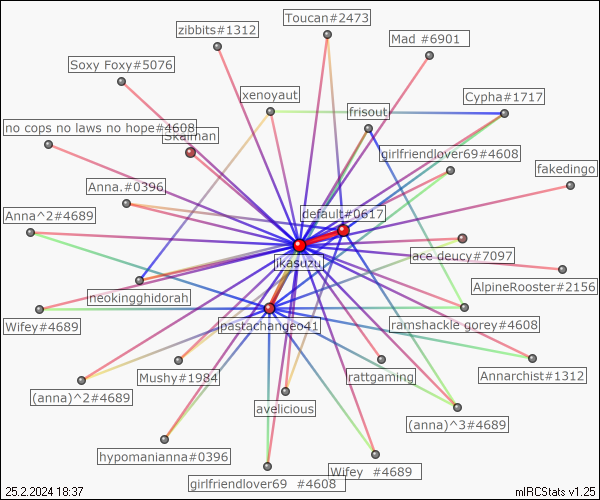 Toucan#2473
zibbits#1312
Mad #6901
Soxy Foxy#5076
xenoyaut
Cypha#1717
frisout
no cops no laws no hope#4608
Skaiman
girlfriendlover69#4608
fakedingo
Anna.#0396
default#0617
Anna^2#4689
ace deucy#7097
jkasuzu
AlpineRooster#2156
neokingghidorah
Wifey#4689
pastachangeo41
ramshackle gorey#4608
Mushy#1984
rattgaming
Annarchist#1312
(anna)^2#4689
avelicious
(anna)^3#4689
hypomanianna#0396
Wifey #4689
girlfriendlover69 #4608
25.2.2024 18:37
mIRCStats v1.25